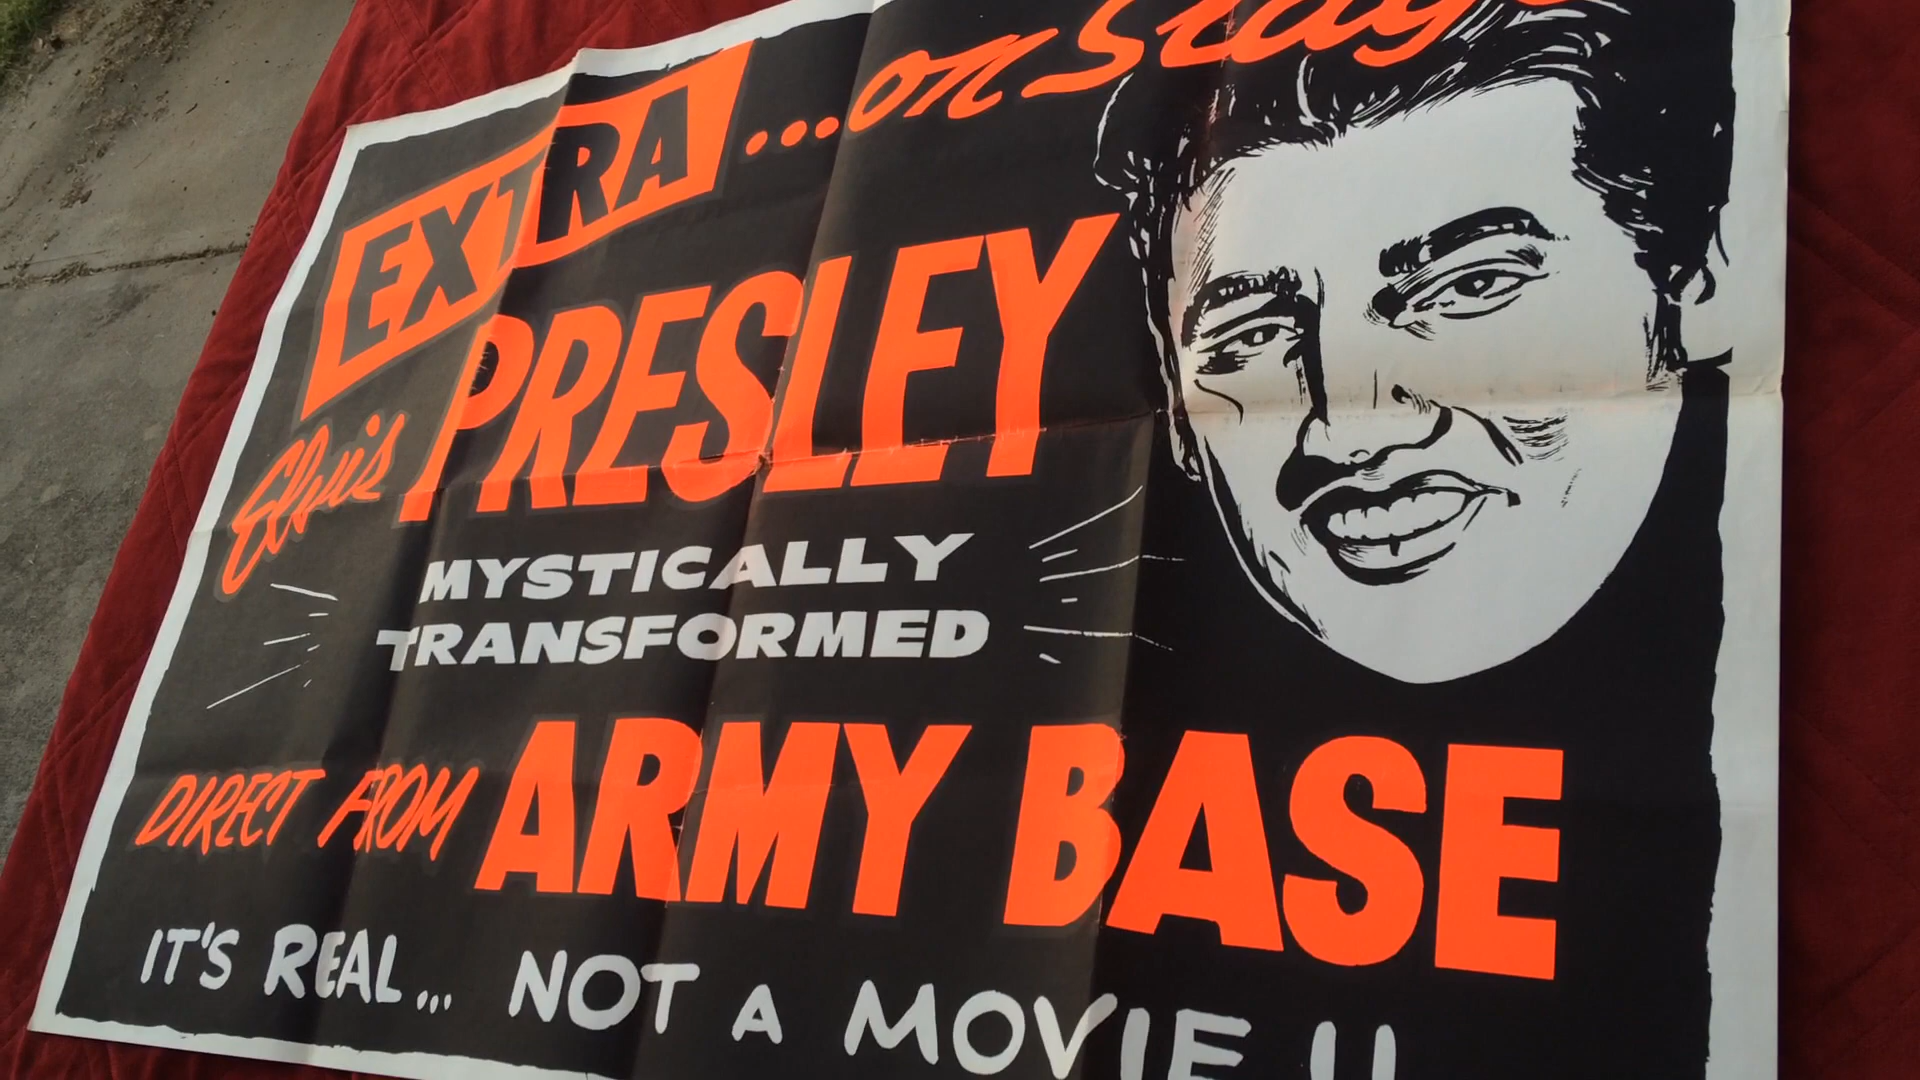 EXTRA ...on Stage
Elvis PRESLEY
MYSTICALLY
TRANSFORMED
DIRECT FROM ARMY BASE
IT'S REAL... NOT A MOVIE!!